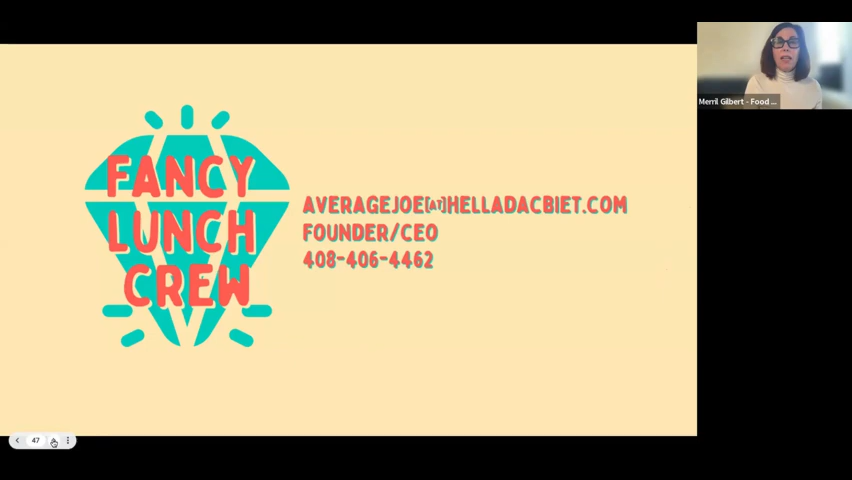 FANCY
LUNCH
CREW
AVERAGEJOE[AT]HELLADACBIET.COM
FOUNDER/CEO
408-406-4462
Merril Gilbert - Food ...
47